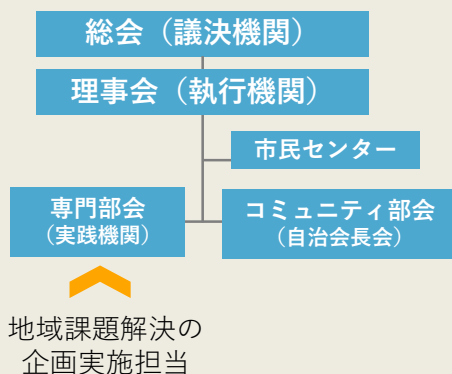 総会（議決機関）
理事会（執行機関）
市民センター
専門部会
（実践機関）
コミュニティ部会
（自治会長会）
地域課題解決の
企画実施担当